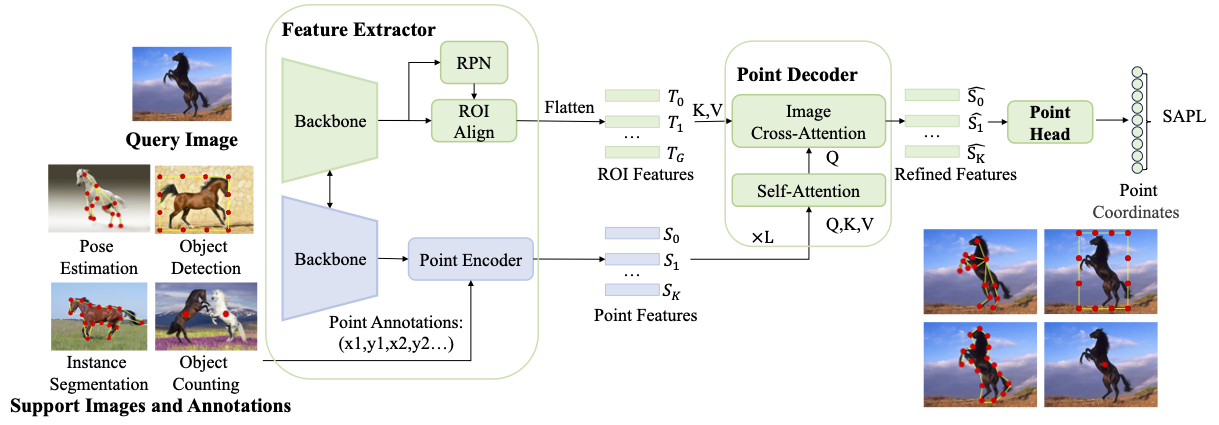 Feature Extractor
Query Image
Pose
Estimation
Object
Detection
Instance
Segmentation
Object
Counting
Support Images and Annotations
Backbone
RPN
ROI
Align
Backbone
Point Encoder
Point Annotations:
(x1,y1,x2,y2…)
Flatten
T_0
T_1
…
T_G
ROI Features
S_0
S_1
…
S_K
Point Features
K,V
Point Decoder
Image
Cross-Attention
Q
Self-Attention
×L
Q,K,V
\widehat{S_0}
\widehat{S_1}
…
\widehat{S_K}
Refined Features
Point
Head
SAPL
Point
Coordinates